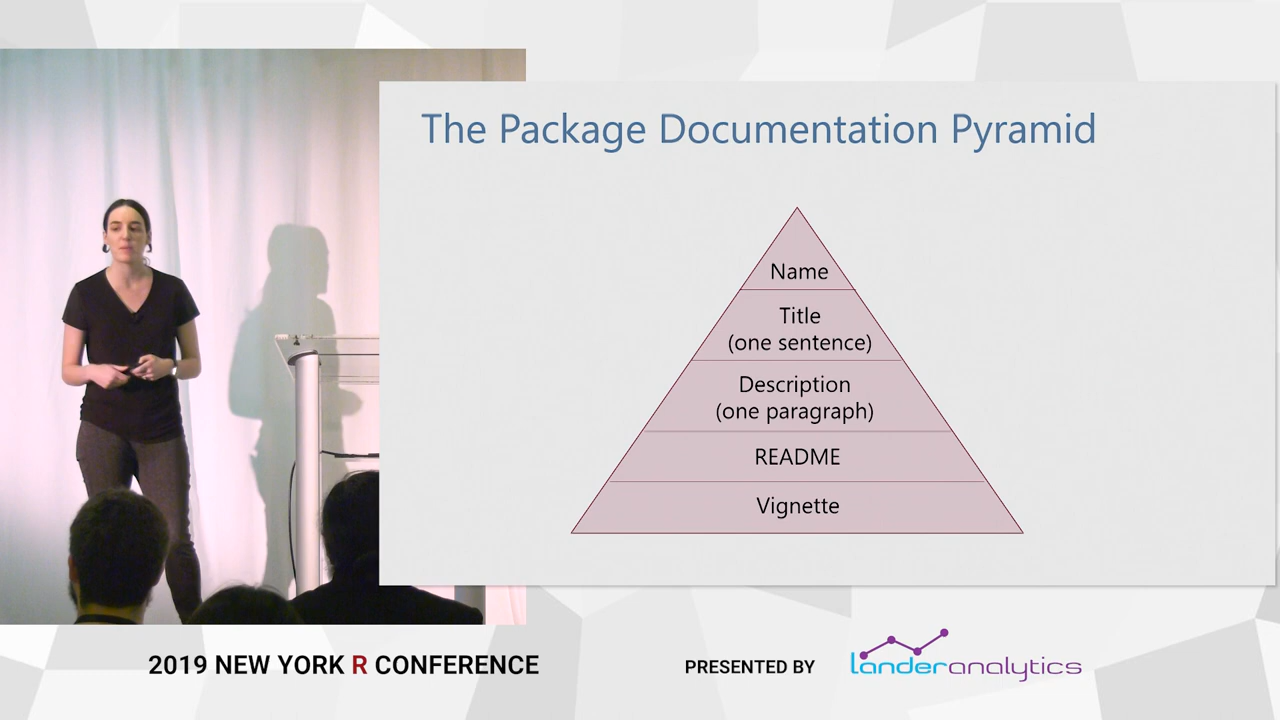 The Package Documentation Pyramid
Name
Title
(one sentence)
Description
(one paragraph)
README
Vignette
2019 NEW YORK R CONFERENCE
PRESENTED BY
landeranalytics